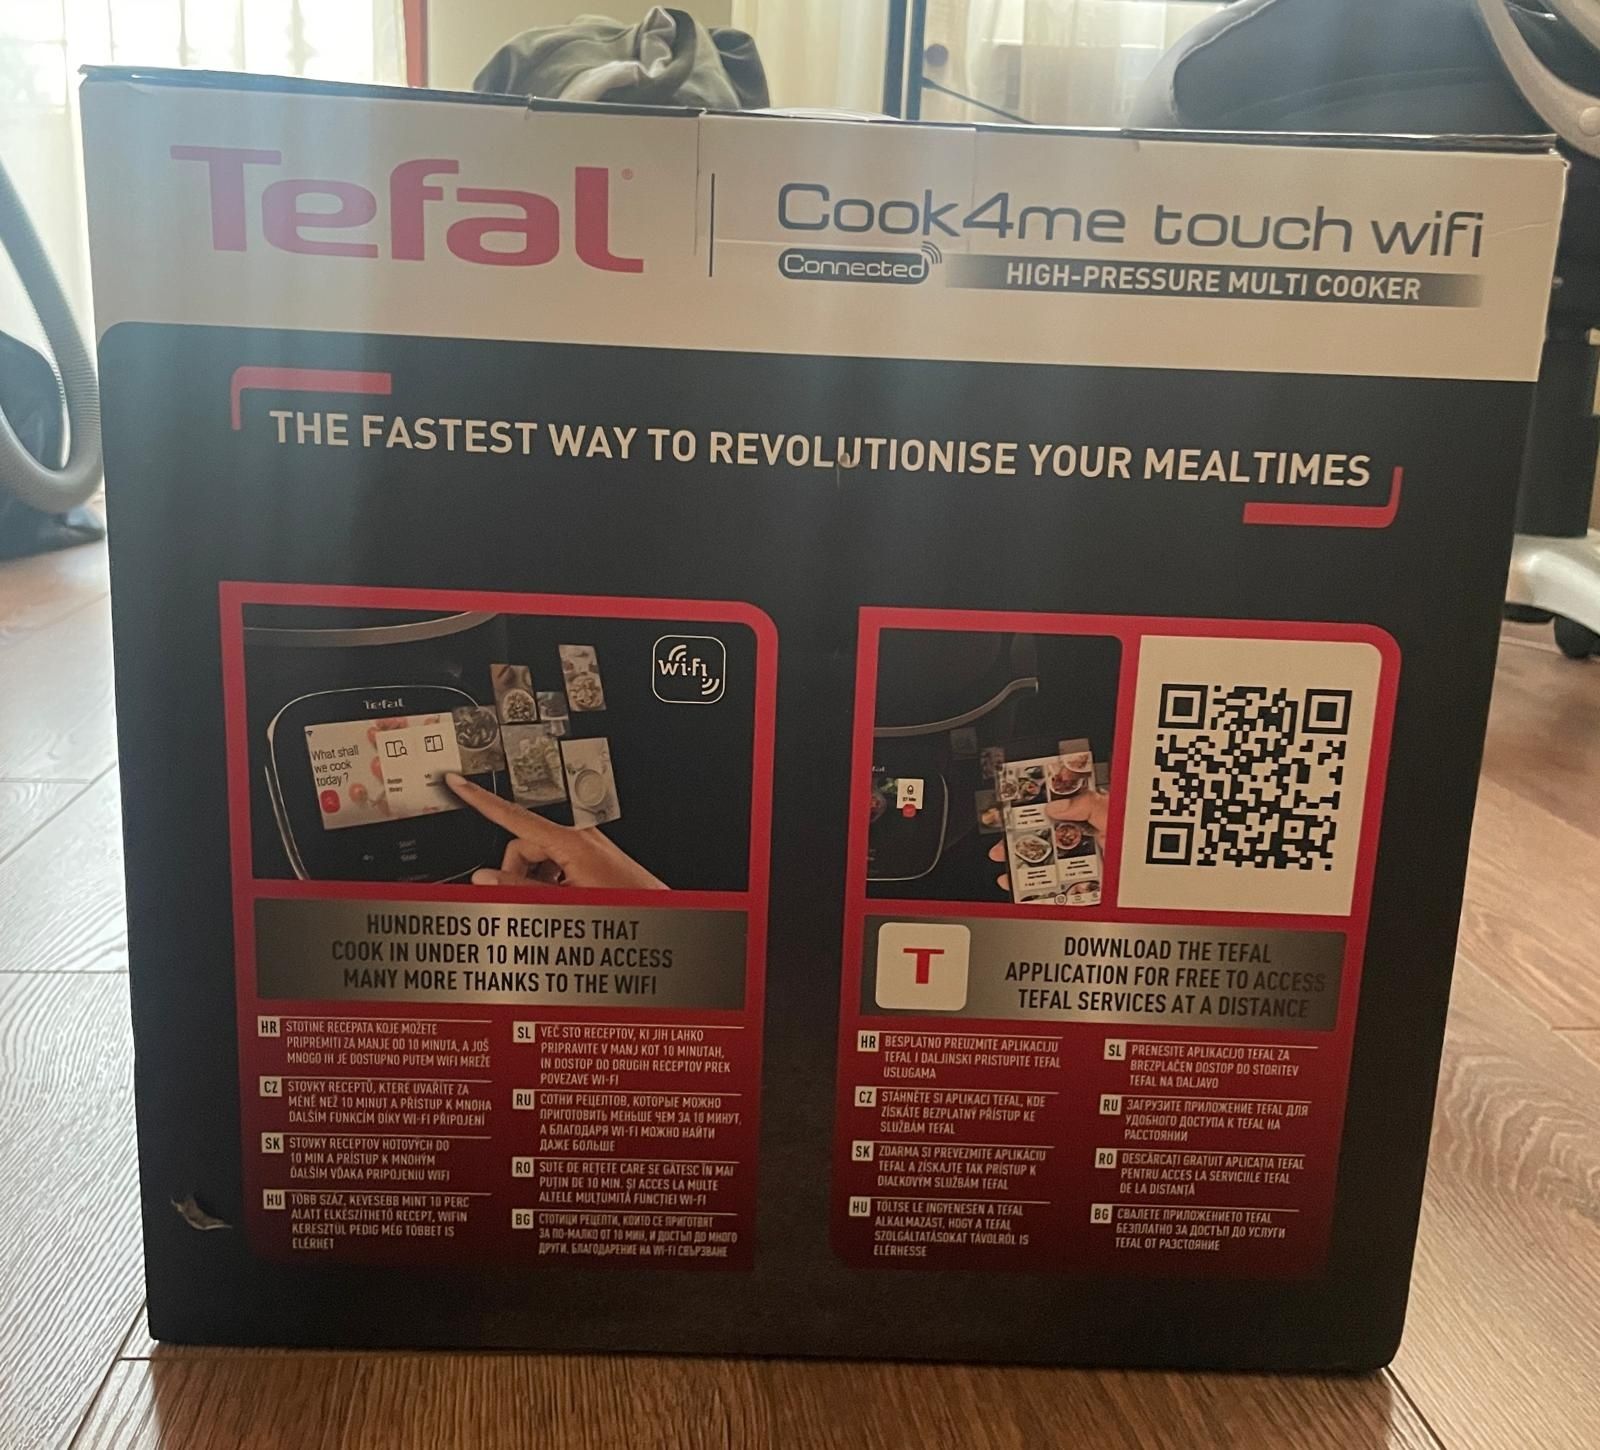 Tefal®
Cook4me touch wifi
Connected
HIGH-PRESSURE MULTI COOKER
THE FASTEST WAY TO REVOLUTIONISE YOUR MEALTIMES
Tefal
What shall
we cook
today?
Wi-Fi
HUNDREDS OF RECIPES THAT
COOK IN UNDER 10 MIN AND ACCESS
MANY MORE THANKS TO THE WIFI
HR STOTINE RECEPATA KOJE MOŽETE
PRIPREMITI ZA MANJE OD 10 MINUTA, A JOŠ
MNOGO IH JE DOSTUPNO PUTEM WIFI MREŽE
CZ STOVKY RECEPTŮ, KTERÉ UVAŘÍTE ZA
MÉNĚ NEŽ 10 MINUT A PŘÍSTUP K MNOHA
DALŠÍM FUNKCÍM DÍKY WI-FI PŘIPOJENÍ
SK STOVKY RECEPTOV HOTOVÝCH DO
10 MIN A PRÍSTUP K MNOHÝM
ĎALŠÍM VĎAKA PRIPOJENIU WIFI
HU TÖBB SZÁZ, KEVESEBB MINT 10 PERC
ALATT ELKÉSZÍTHETŐ RECEPT, WIFIN
KERESZTÜL PEDIG MÉG TÖBBET IS
ELÉRHET
SL VEČ STO RECEPTOV, KI JIH LAHKO
PRIPRAVITE V MANJ KOT 10 MINUTAH,
IN DOSTOP DO DRUGIH RECEPTOV PREK
POVEZAVE WI-FI
RU СОТНИ РЕЦЕПТОВ, КОТОРЫЕ МОЖНО
ПРИГОТОВИТЬ МЕНЬШЕ ЧЕМ ЗА 10 МИНУТ,
А БЛАГОДАРЯ WI-FI МОЖНО НАЙТИ
ДАЖЕ БОЛЬШЕ
RO SUTE DE REȚETE CARE SE GĂTESC ÎN MAI
PUȚIN DE 10 MIN. ȘI ACCES LA MULTE
ALTELE MULȚUMITĂ FUNCȚIEI WI-FI
BG СТОТИЦИ РЕЦЕПТИ, КОИТО СЕ ПРИГОТВЯТ
ЗА ПО-МАЛКО ОТ 10 МИН, И ДОСТЪП ДО МНОГО
ДРУГИ, БЛАГОДАРЕНИЕ НА WI-FI СВЪРЗВАНЕ
T
DOWNLOAD THE TEFAL
APPLICATION FOR FREE TO ACCESS
TEFAL SERVICES AT A DISTANCE
HR BESPLATNO PREUZMITE APLIKACIJU
TEFAL I DALJINSKI PRISTUPITE TEFAL
USLUGAMA
CZ STÁHNĚTE SI APLIKACI TEFAL, KDE
ZÍSKÁTE BEZPLATNÝ PŘÍSTUP KE
SLUŽBÁM TEFAL
SK ZDARMA SI PREVEZMITE APLIKÁCIU
TEFAL A ZÍSKAJTE TAK PRÍSTUP K
DIALKOVÝM SLUŽBÁM TEFAL
HU TÖLTSE LE INGYENESEN A TEFAL
ALKALMAZÁST, HOGY A TEFAL
SZOLGÁLTATÁSOKAT TÁVOLRÓL IS
ELÉRHESSE
SL PRENESITE APLIKACIJO TEFAL ZA
BREZPLAČEN DOSTOP DO STORITEV
TEFAL NA DALJAVO
RU ЗАГРУЗИТЕ ПРИЛОЖЕНИЕ TEFAL ДЛЯ
УДОБНОГО ДОСТУПА К TEFAL НА
РАССТОЯНИИ
RO DESCĂRCAȚI GRATUIT APLICAȚIA TEFAL
PENTRU ACCES LA SERVICIILE TEFAL
DE LA DISTANȚĂ
BG СВАЛЕТЕ ПРИЛОЖЕНИЕТО TEFAL
БЕЗПЛАТНО ЗА ДОСТЪП ДО УСЛУГИ
TEFAL ОТ РАЗСТОЯНИЕ